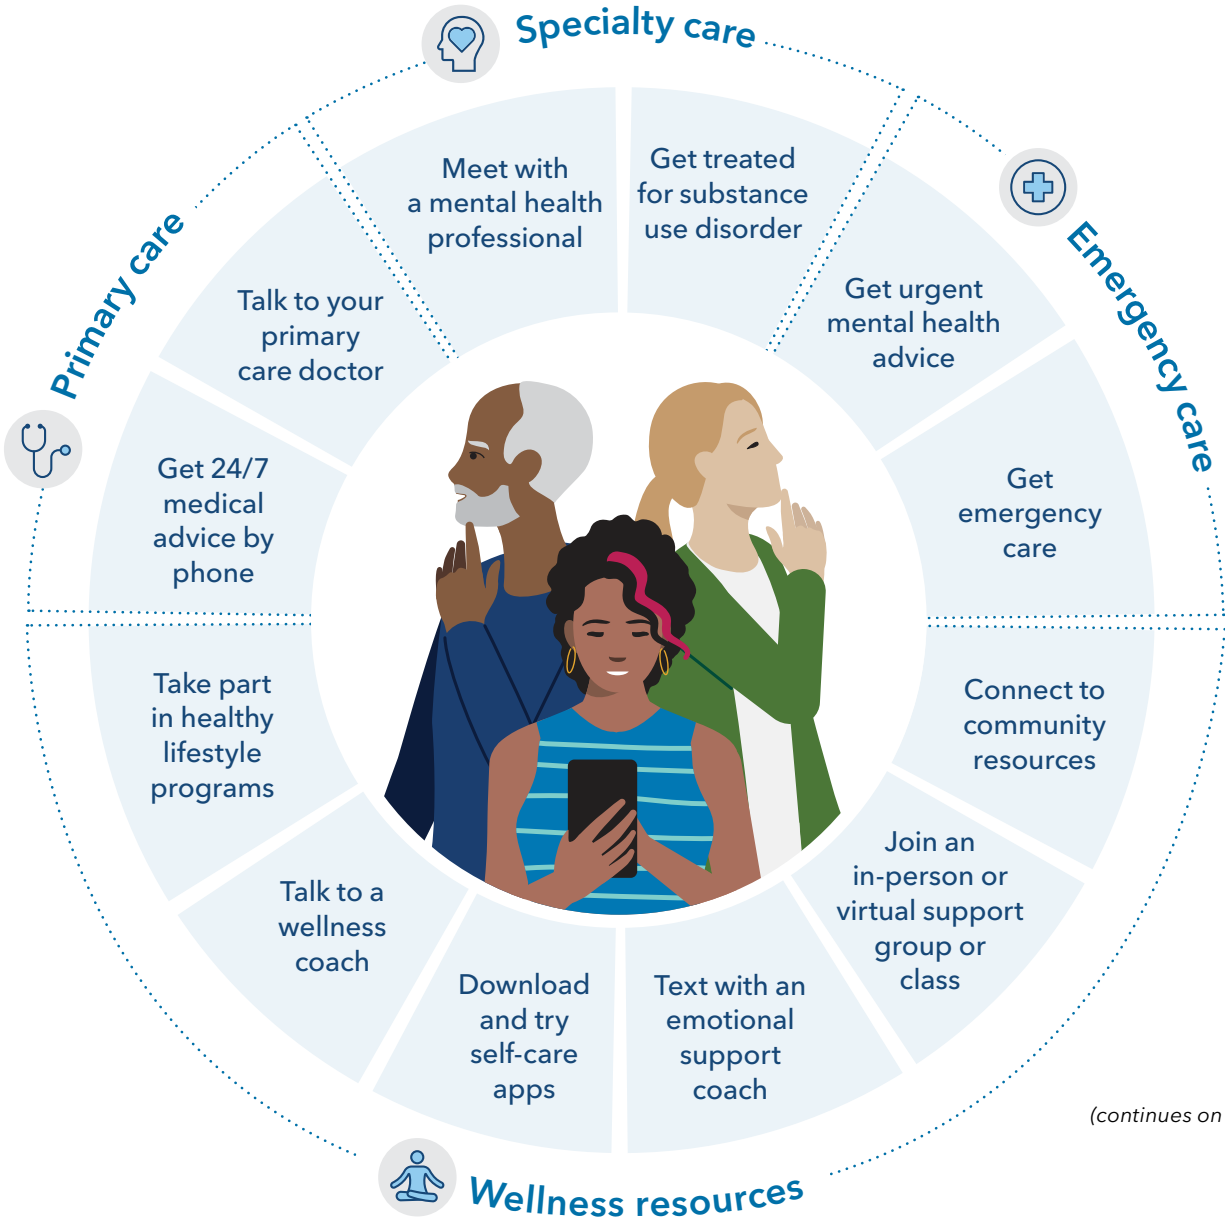 Specialty care
Meet with
a mental health
professional
Get treated
for substance
use disorder
Emergency care
Get urgent
mental health
advice
Get
emergency
care
Primary care
Talk to your
primary
care doctor
Get 24/7
medical
advice by
phone
Take part
in healthy
lifestyle
programs
Talk to a
wellness
coach
Download
and try
self-care
apps
Text with an
emotional
support
coach
Join an
in-person or
virtual support
group or
class
Connect to
community
resources
Wellness resources
(continues on